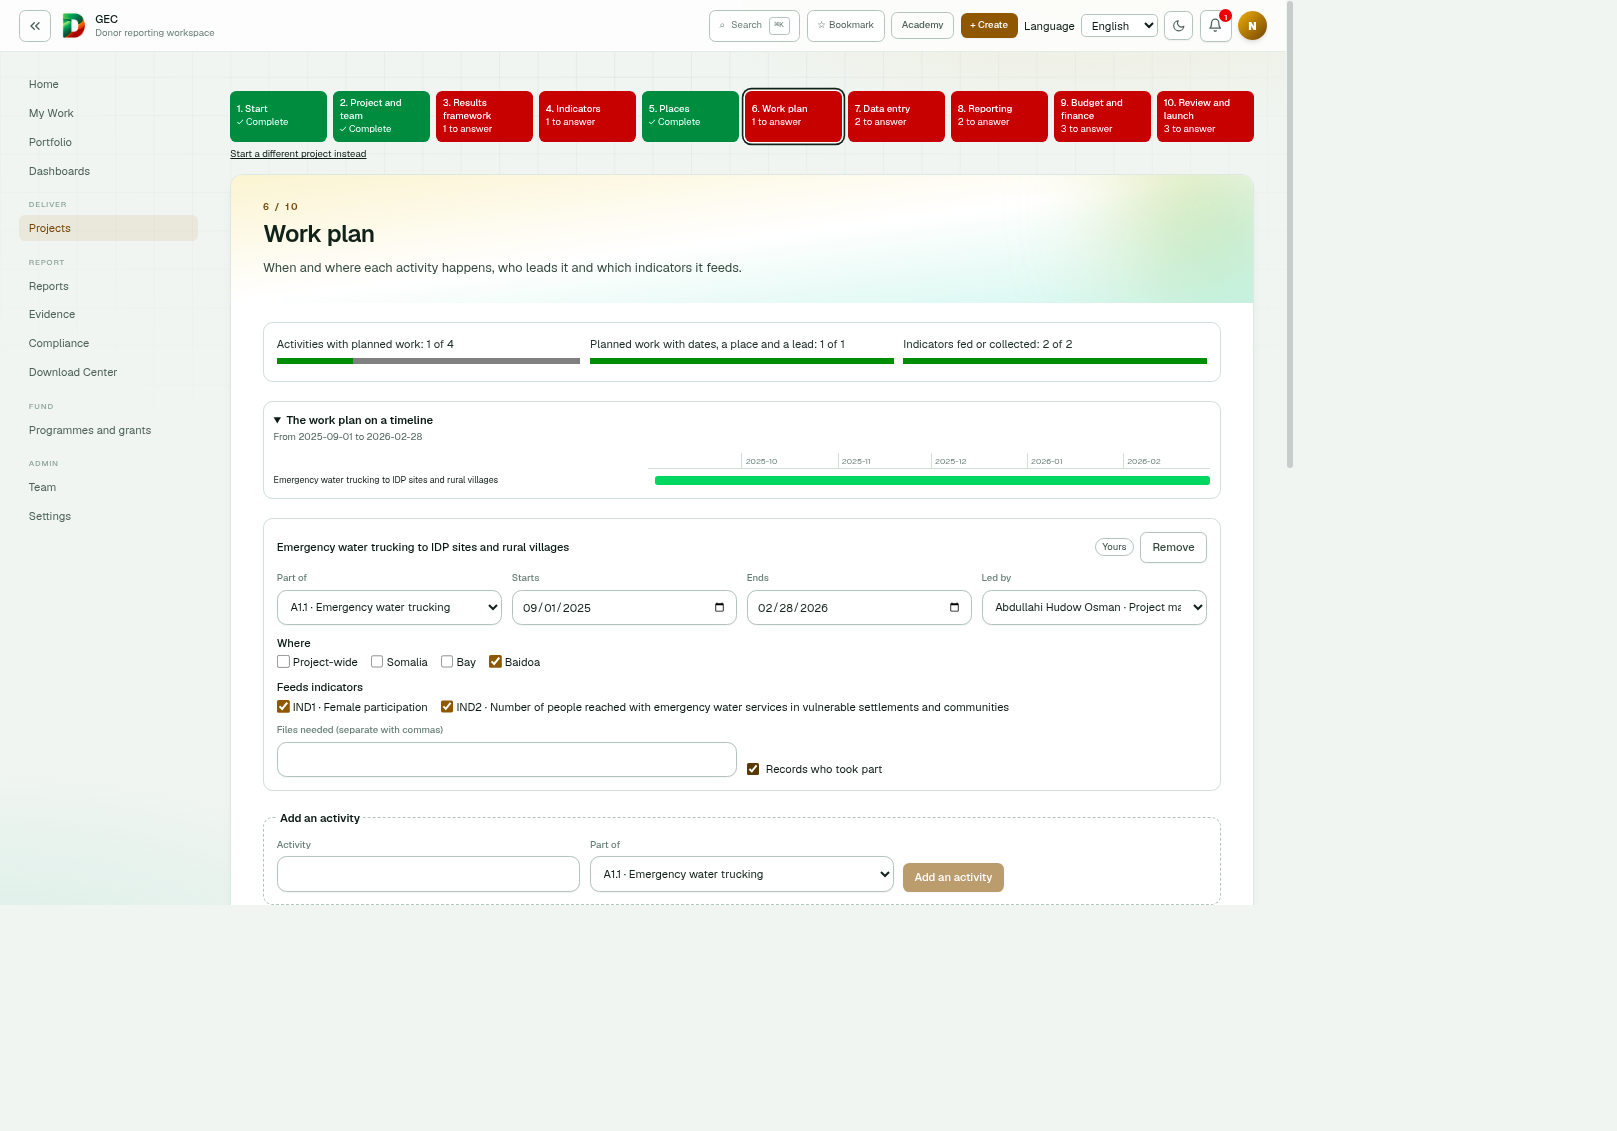 GEC
Donor reporting workspace
Search ⌘K
☆ Bookmark
Academy
+ Create
Language
English
1
N
Home
My Work
Portfolio
Dashboards
DELIVER
Projects
REPORT
Reports
Evidence
Compliance
Download Center
FUND
Programmes and grants
ADMIN
Team
Settings
1. Start
✓ Complete
2. Project and team
✓ Complete
3. Results framework
1 to answer
4. Indicators
1 to answer
5. Places
✓ Complete
6. Work plan
1 to answer
7. Data entry
2 to answer
8. Reporting
2 to answer
9. Budget and finance
3 to answer
10. Review and launch
3 to answer
Start a different project instead
6 / 10
Work plan
When and where each activity happens, who leads it and which indicators it feeds.
Activities with planned work: 1 of 4
Planned work with dates, a place and a lead: 1 of 1
Indicators fed or collected: 2 of 2
▼ The work plan on a timeline
From 2025-09-01 to 2026-02-28
2025-10
2025-11
2025-12
2026-01
2026-02
Emergency water trucking to IDP sites and rural villages
Emergency water trucking to IDP sites and rural villages
Yours
Remove
Part of
Starts
Ends
Led by
A1.1 · Emergency water trucking
09/01/2025
02/28/2026
Abdullahi Hudow Osman · Project ma
Where
Project-wide
Somalia
Bay
Baidoa
Feeds indicators
IND1 · Female participation
IND2 · Number of people reached with emergency water services in vulnerable settlements and communities
Files needed (separate with commas)
Records who took part
Add an activity
Activity
Part of
A1.1 · Emergency water trucking
Add an activity